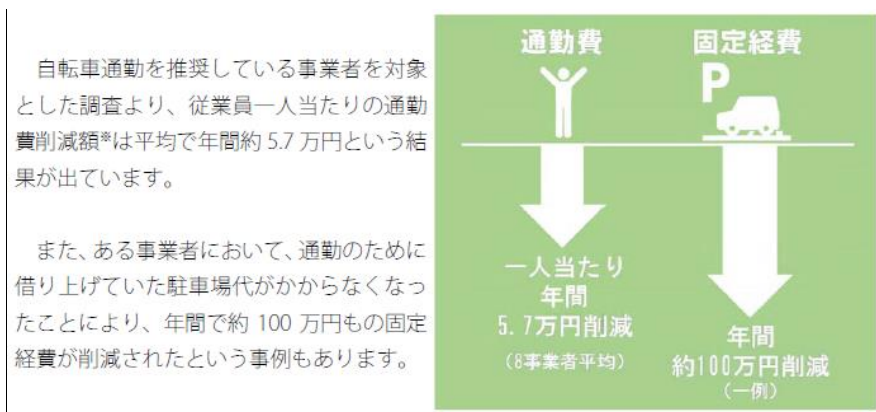 自転車通勤を推奨している事業者を対象
とした調査より、従業員一人当たりの通勤
費削減額※は平均で年間約 5.7 万円という結
果が出ています。
また、ある事業者において、通勤のために
借り上げていた駐車場代がかからなくなっ
たことにより、年間で約 100 万円もの固定
経費が削減されたという事例もあります。
通勤費
一人当たり
年間
5.7万円削減
(8事業者平均)
固定経費
P
年間
約100万円削減
(一例)